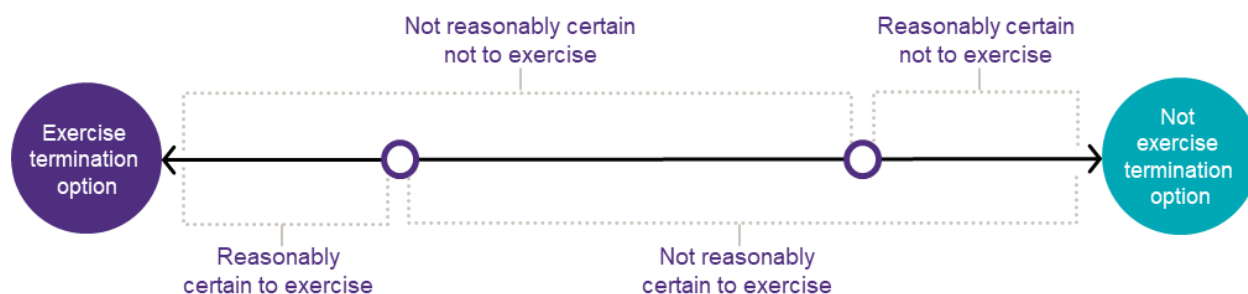 Not reasonably certain
not to exercise
Reasonably certain
not to exercise
Exercise
termination
option
Not
exercise
termination
option
Reasonably
certain to exercise
Not reasonably
certain to exercise